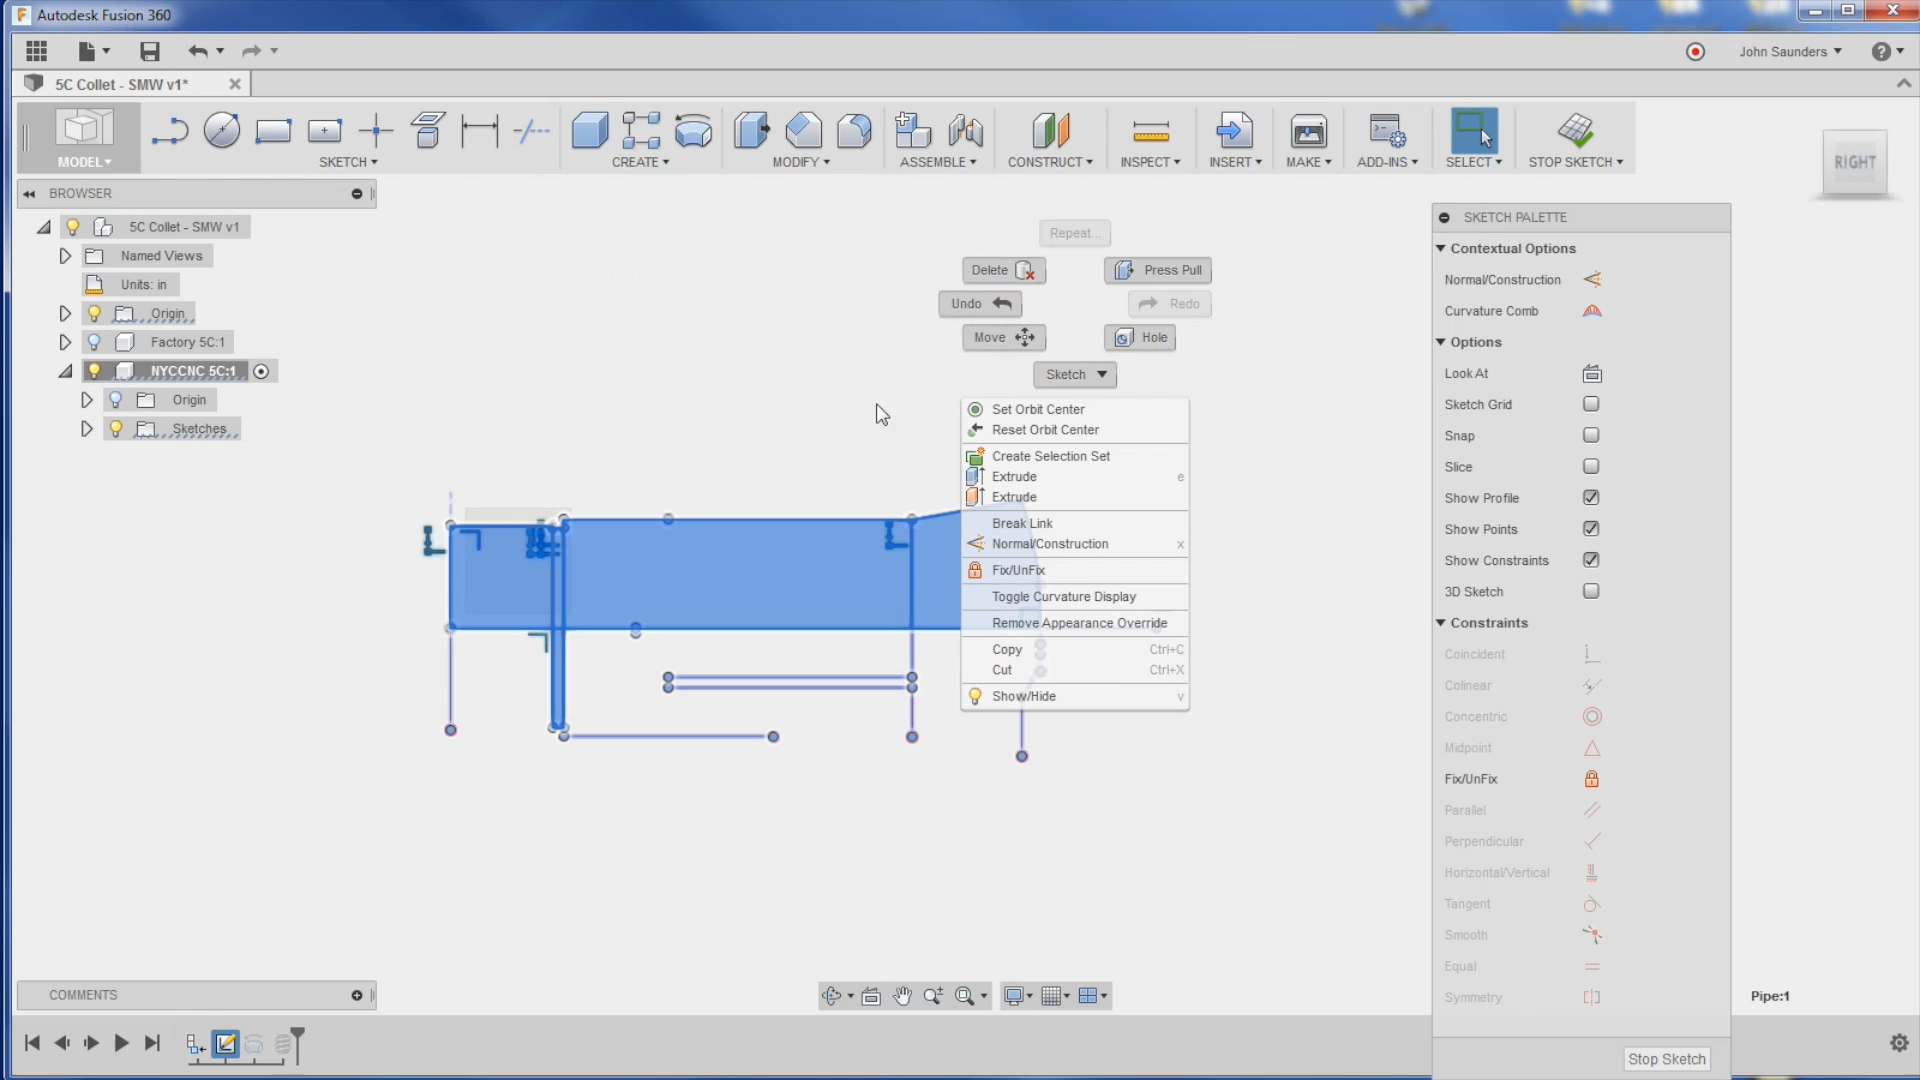 Autodesk Fusion 360
John Saunders
5C Collet - SMW v1*
MODEL
SKETCH
CREATE
MODIFY
ASSEMBLE
CONSTRUCT
INSPECT
INSERT
MAKE
ADD-INS
SELECT
STOP SKETCH
RIGHT
BROWSER
5C Collet - SMW v1
Named Views
Units: in
Origin
Factory 5C:1
NYCCNC 5C:1
Origin
Sketches
Repeat...
Delete
Press Pull
Undo
Redo
Move
Hole
Sketch
Set Orbit Center
Reset Orbit Center
Create Selection Set
Extrude e
Extrude
Break Link
Normal/Construction x
Fix/UnFix
Toggle Curvature Display
Remove Appearance Override
Copy Ctrl+C
Cut Ctrl+X
Show/Hide v
SKETCH PALETTE
Contextual Options
Normal/Construction
Curvature Comb
Options
Look At
Sketch Grid
Snap
Slice
Show Profile
Show Points
Show Constraints
3D Sketch
Constraints
Coincident
Colinear
Concentric
Midpoint
Fix/UnFix
Parallel
Perpendicular
Horizontal/Vertical
Tangent
Smooth
Equal
Symmetry
Stop Sketch
COMMENTS
Pipe:1